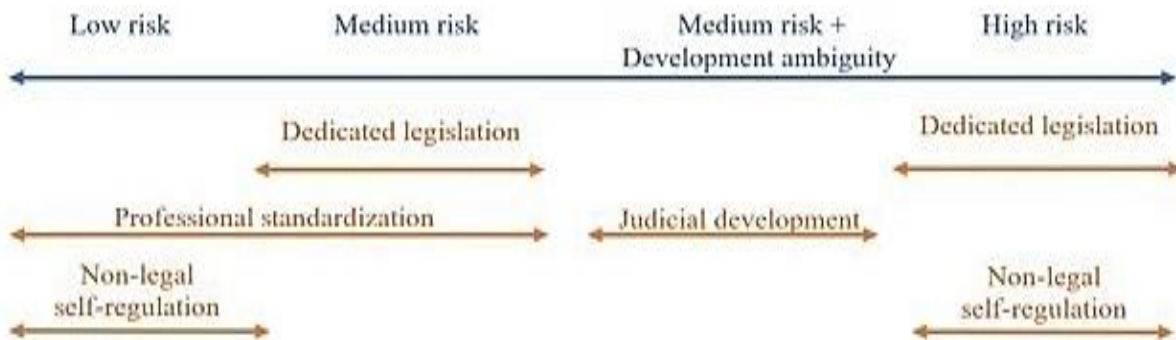 Low risk
Medium risk
Medium risk +
Development ambiguity
High risk
Dedicated legislation
Dedicated legislation
Professional standardization
Judicial development
Non-legal
self-regulation
Non-legal
self-regulation